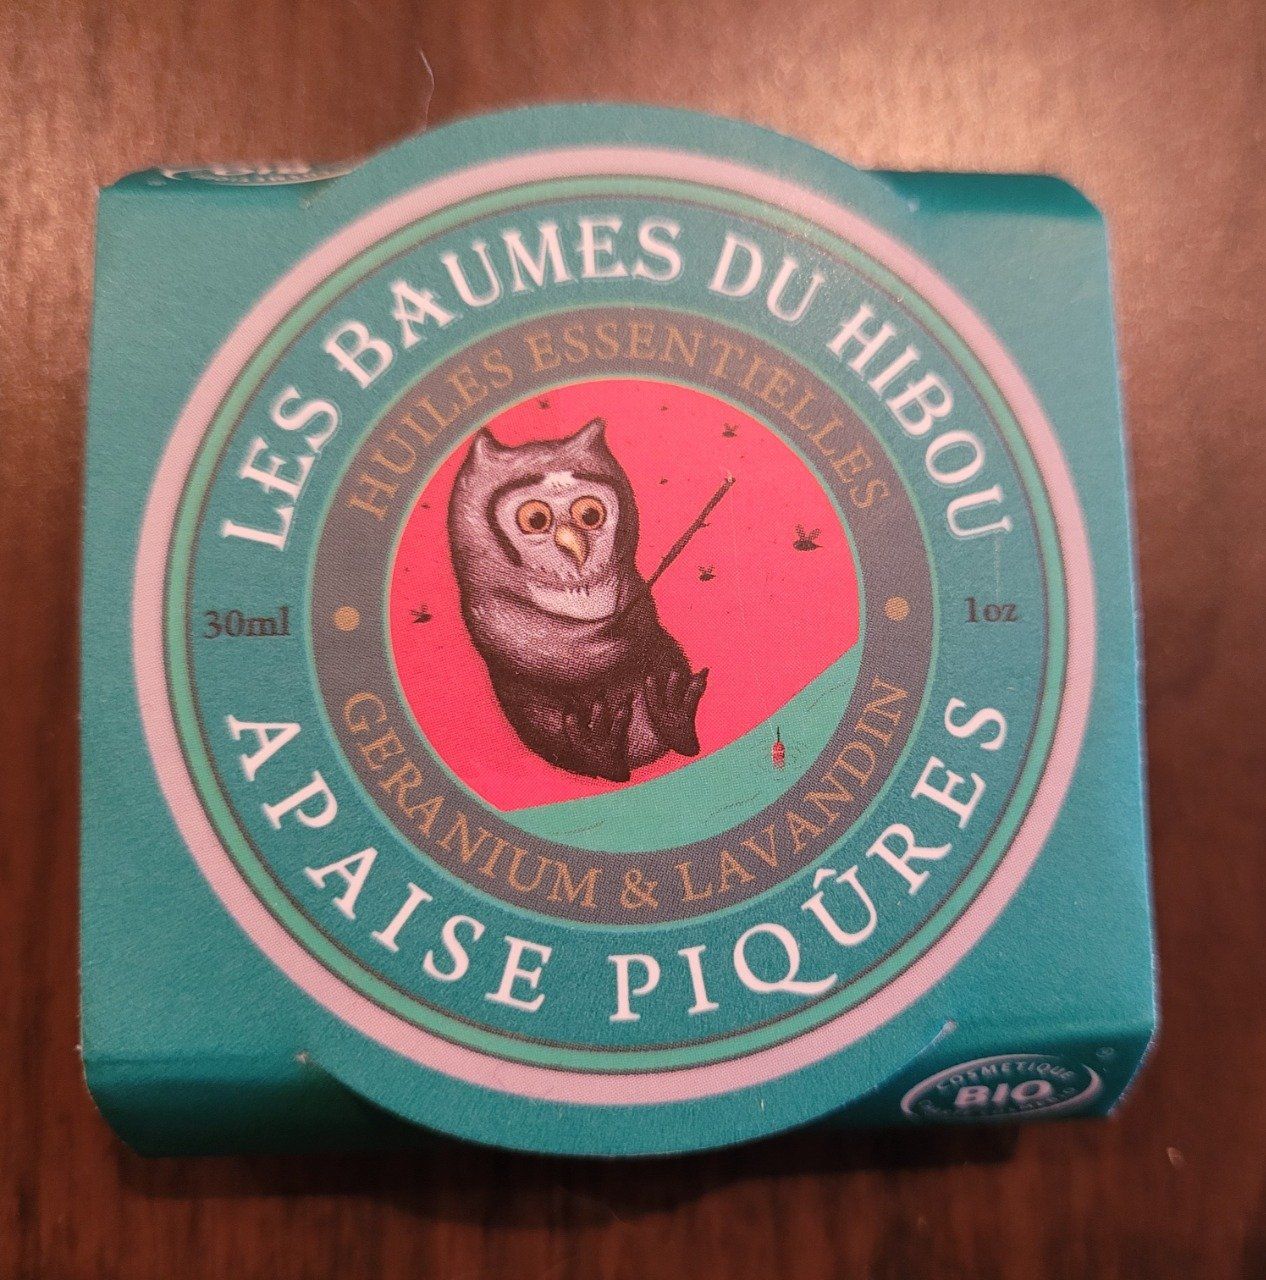 LES BAUMES DU HIBOU
HUILES ESSENTIELLES
30ml
1oz
GERANIUM & LAVANDIN
APAISE PIQÛRES
COSMETIQUE
BIO